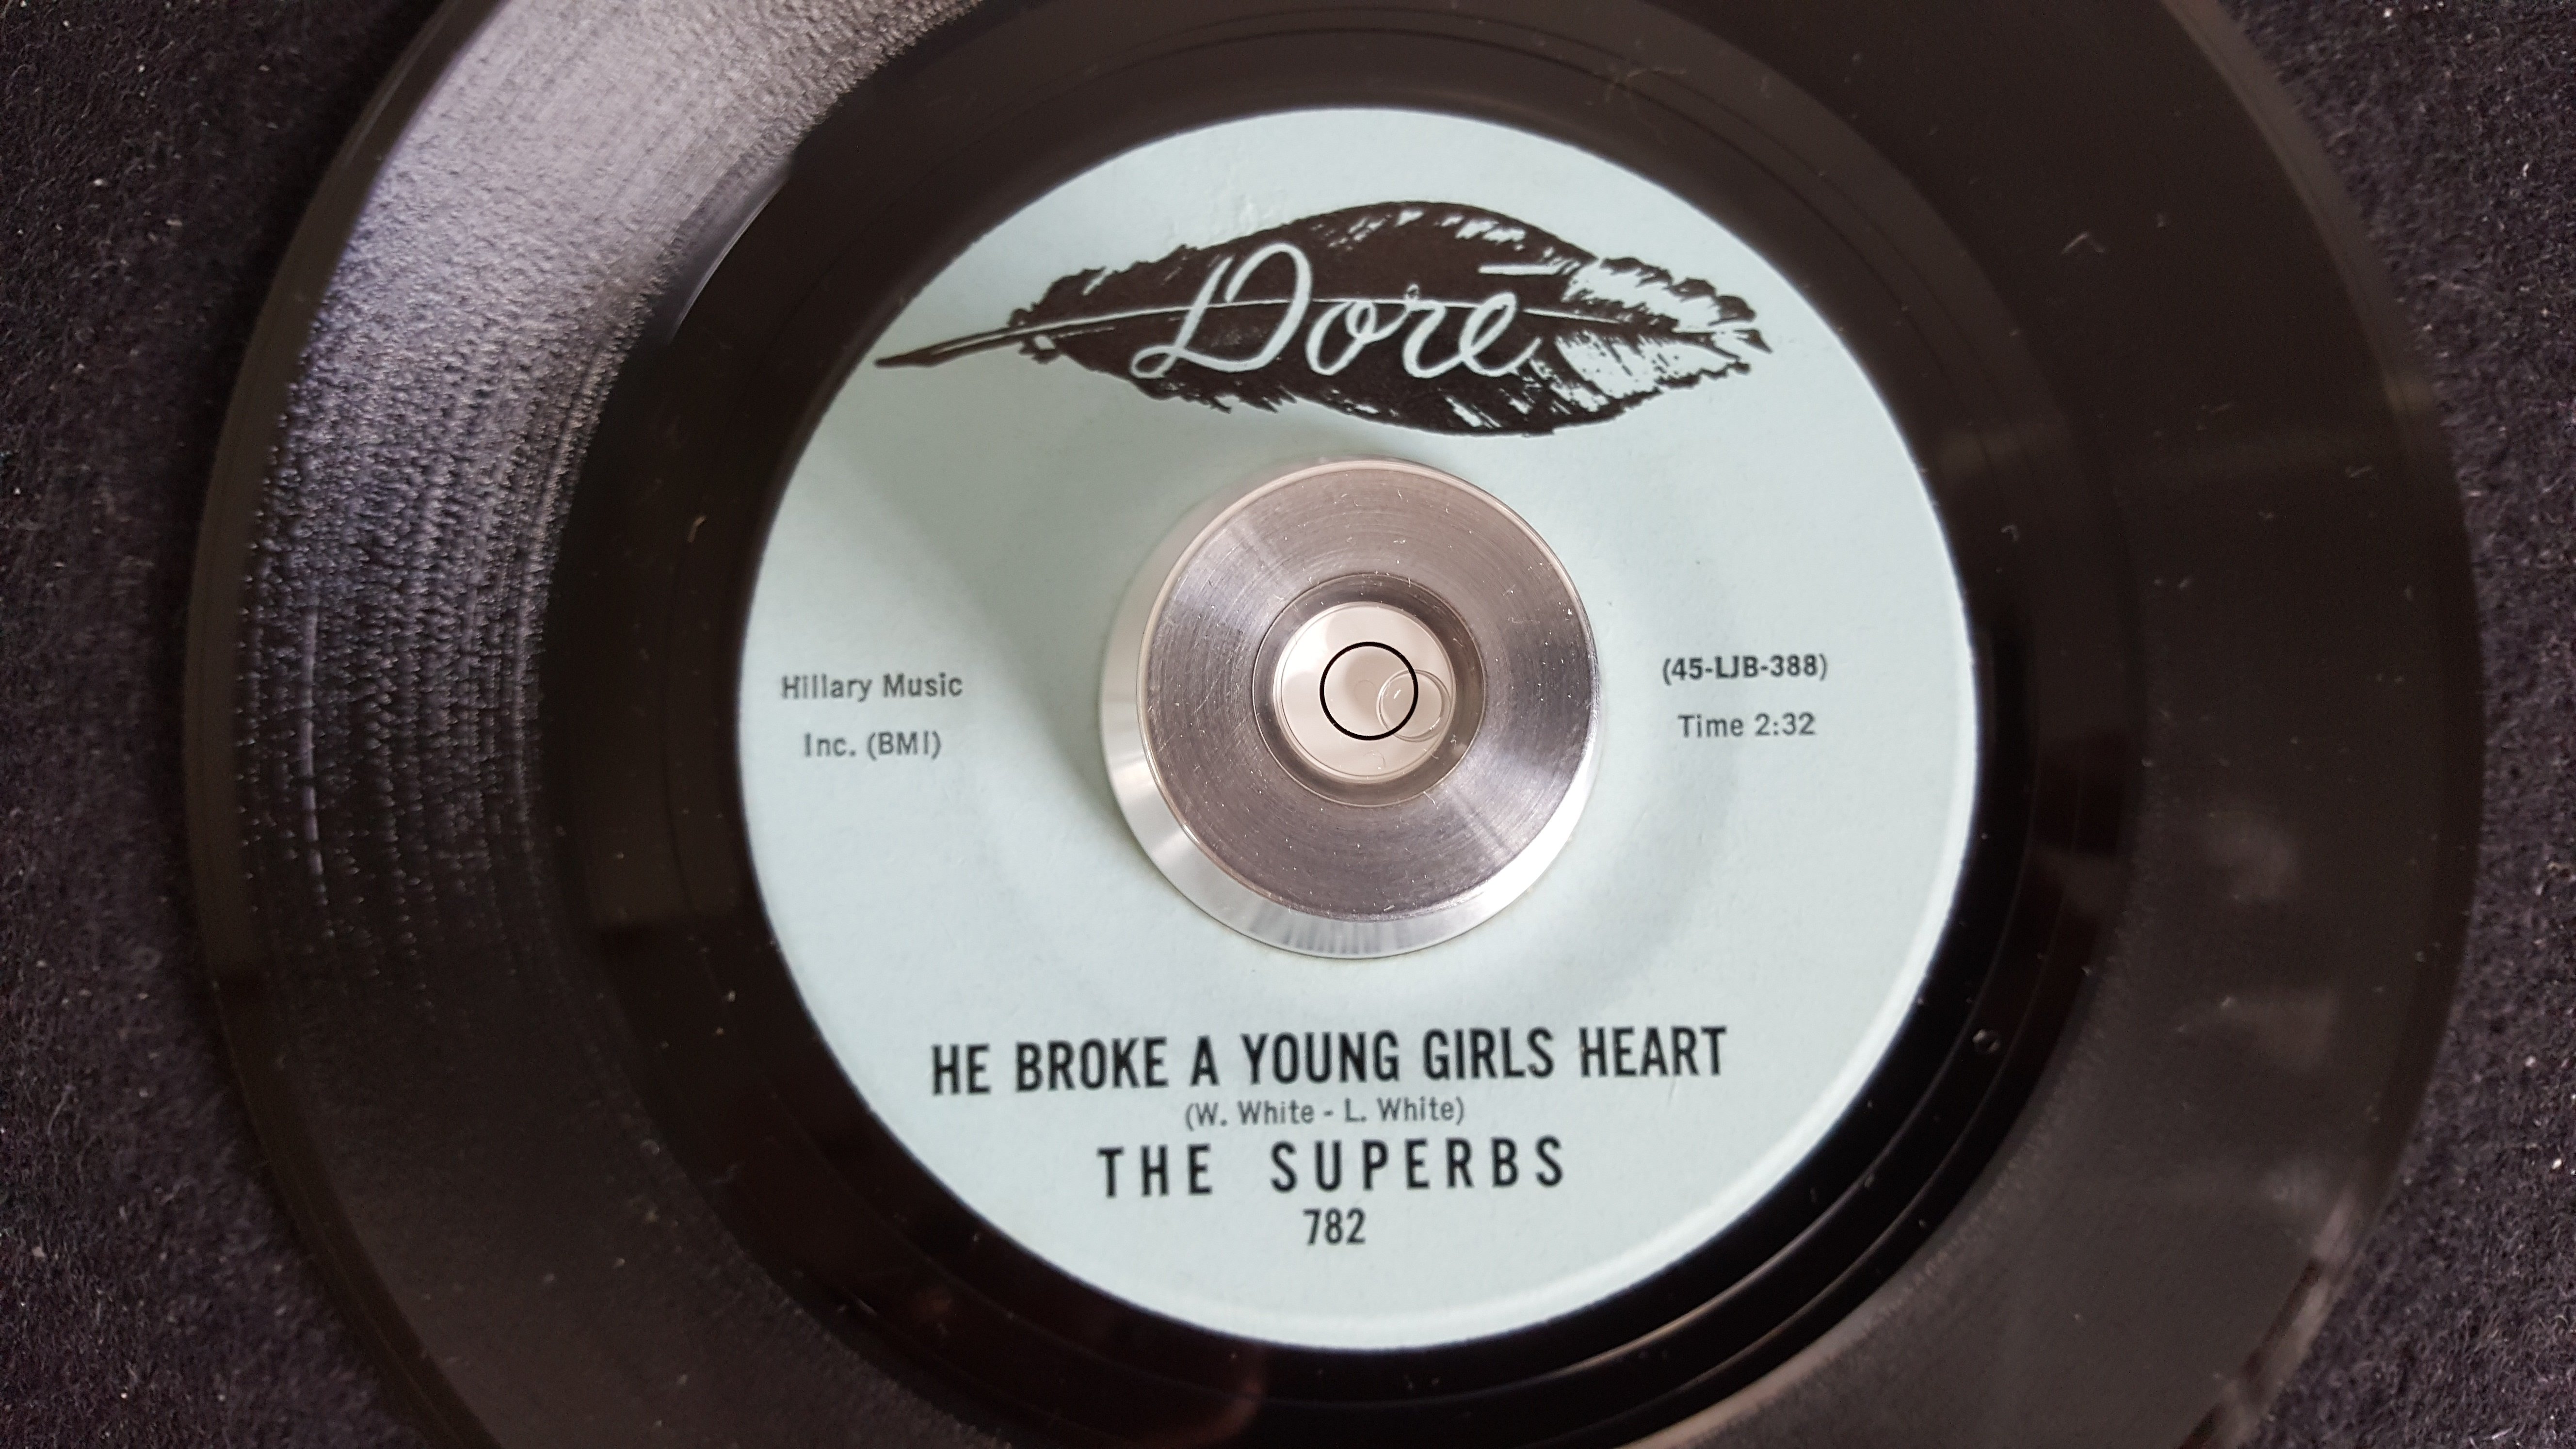 Doré
Hillary Music
Inc. (BMI)
(45-LJB-388)
Time 2:32
HE BROKE A YOUNG GIRLS HEART
(W. White - L. White)
THE SUPERBS
782